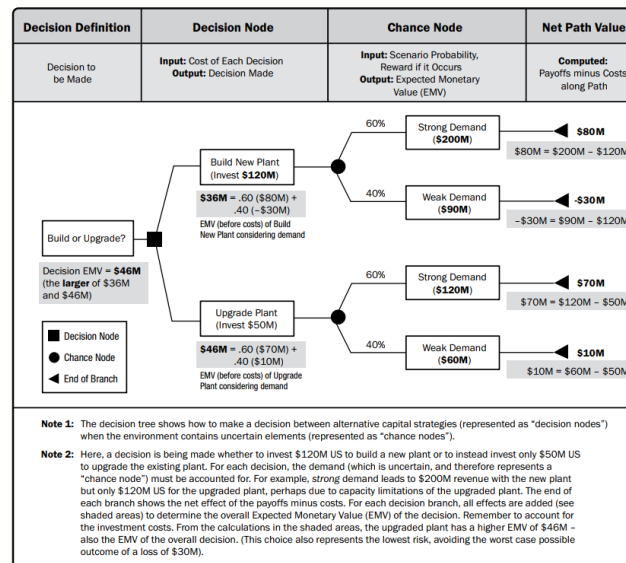 Decision Definition
Decision Node
Chance Node
Net Path Value
Decision to
be Made
Input: Cost of Each Decision
Output: Decision Made
Input: Scenario Probability,
Reward if it Occurs
Output: Expected Monetary
Value (EMV)
Computed:
Payoffs minus Costs
along Path
60%
Strong Demand
($200M)
$80M
$80M = $200M – $120M
Build New Plant
(Invest $120M)
$36M = .60 ($80M) +
.40 (–$30M)
EMV (before costs) of Build
New Plant considering demand
40%
Weak Demand
($90M)
-$30M
–$30M = $90M – $120M
Build or Upgrade?
Decision EMV = $46M
(the larger of $36M
and $46M)
60%
Strong Demand
($120M)
$70M
$70M = $120M – $50M
Upgrade Plant
(Invest $50M)
$46M = .60 ($70M) +
.40 ($10M)
EMV (before costs) of Upgrade
Plant considering demand
40%
Weak Demand
($60M)
$10M
$10M = $60M – $50M
Decision Node
Chance Node
End of Branch
Note 1: The decision tree shows how to make a decision between alternative capital strategies (represented as “decision nodes”)
when the environment contains uncertain elements (represented as “chance nodes”).
Note 2: Here, a decision is being made whether to invest $120M US to build a new plant or to instead invest only $50M US
to upgrade the existing plant. For each decision, the demand (which is uncertain, and therefore represents a
“chance node”) must be accounted for. For example, strong demand leads to $200M revenue with the new plant
but only $120M US for the upgraded plant, perhaps due to capacity limitations of the upgraded plant. The end of
each branch shows the net effect of the payoffs minus costs. For each decision branch, all effects are added (see
shaded areas) to determine the overall Expected Monetary Value (EMV) of the decision. Remember to account for
the investment costs. From the calculations in the shaded areas, the upgraded plant has a higher EMV of $46M –
also the EMV of the overall decision. (This choice also represents the lowest risk, avoiding the worst case possible
outcome of a loss of $30M).